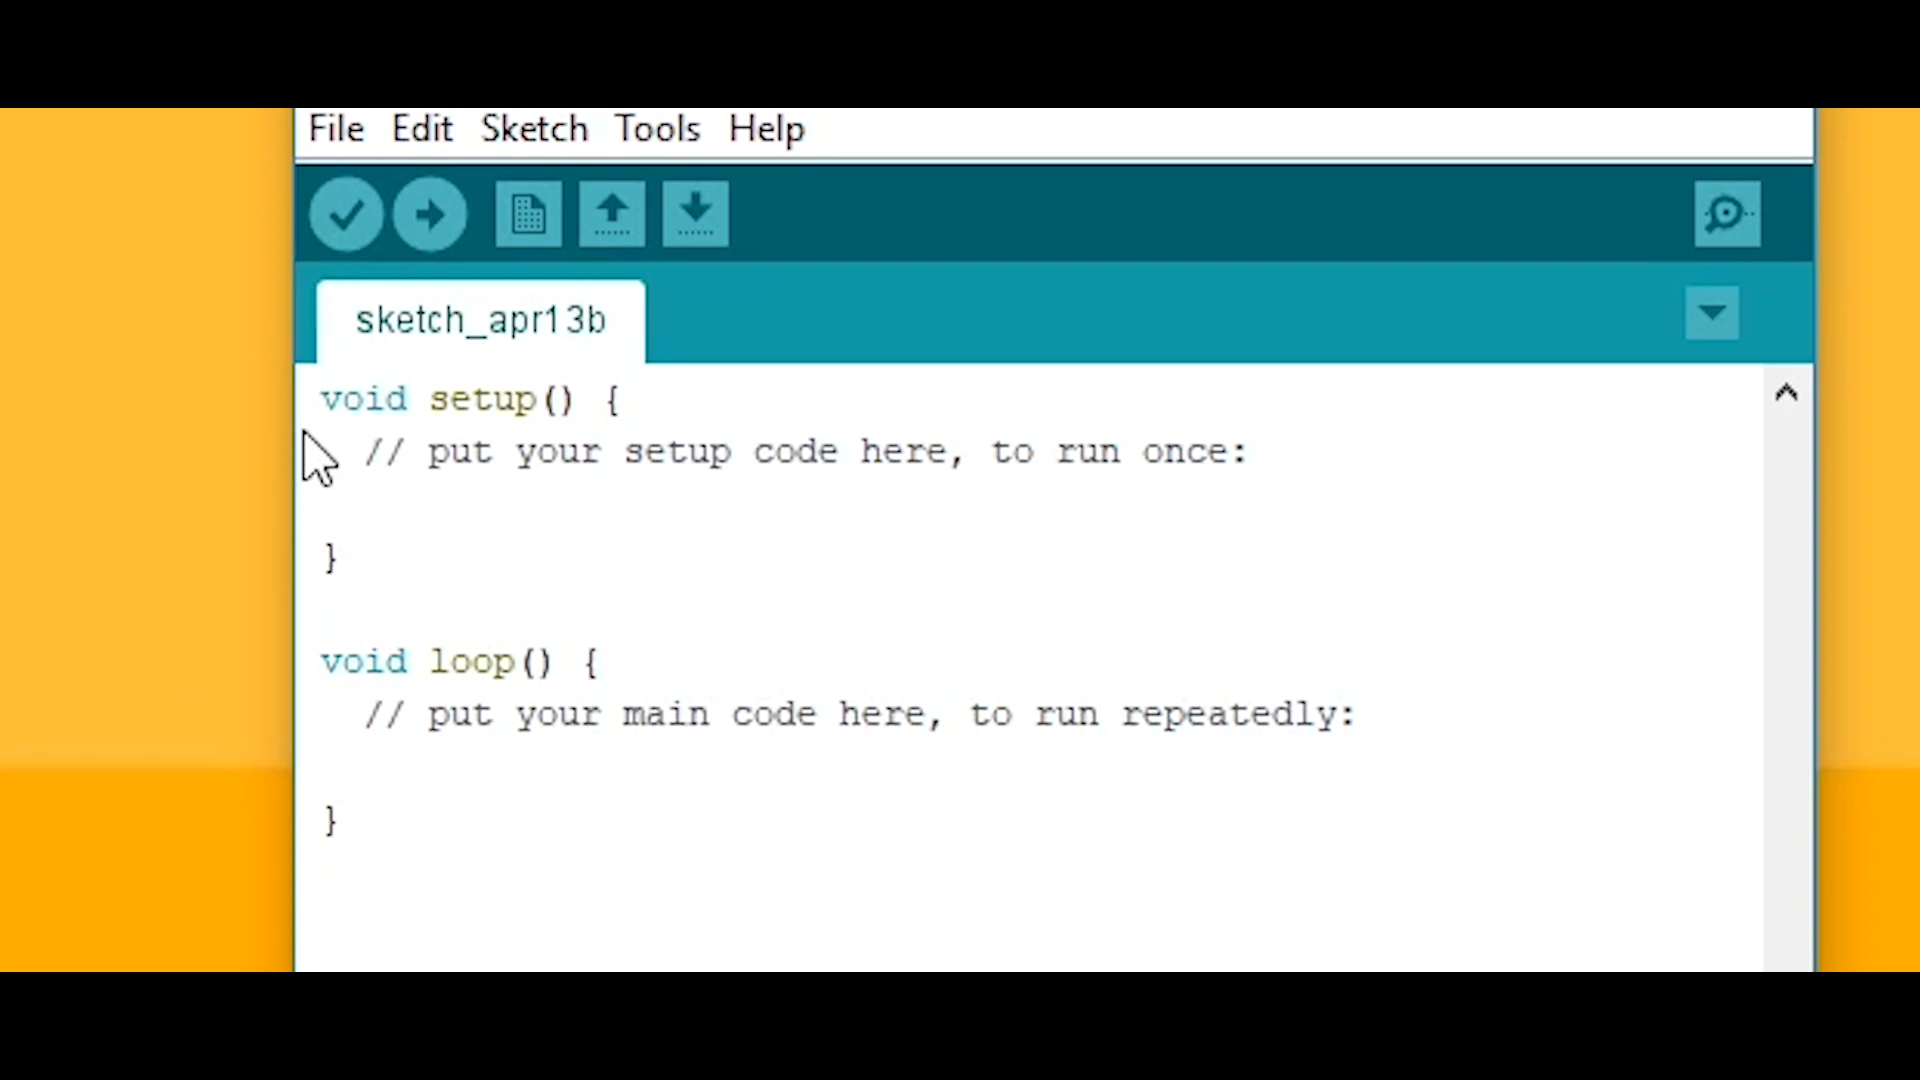 File Edit Sketch Tools Help
sketch_apr13b
void setup() {
// put your setup code here, to run once:
}
void loop() {
// put your main code here, to run repeatedly:
}